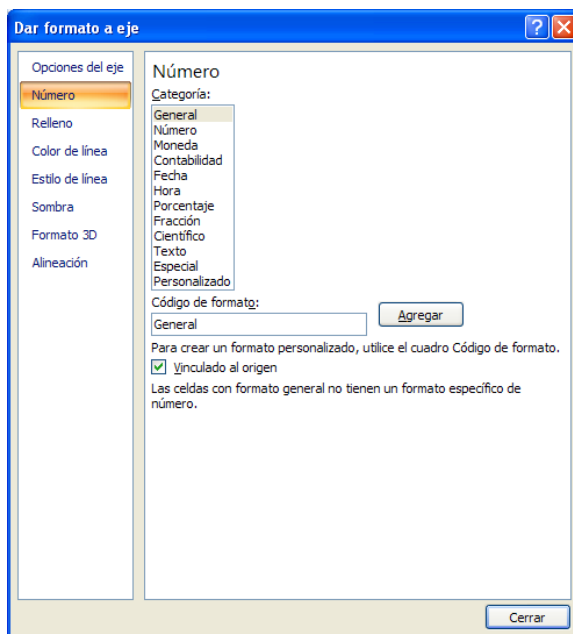 Dar formato a eje
Opciones del eje
Número
Relleno
Color de línea
Estilo de línea
Sombra
Formato 3D
Alineación
Número
Categoría:
General
Número
Moneda
Contabilidad
Fecha
Hora
Porcentaje
Fracción
Científico
Texto
Especial
Personalizado
Código de formato:
General
Agregar
Para crear un formato personalizado, utilice el cuadro Código de formato.
Vinculado al origen
Las celdas con formato general no tienen un formato específico de
número.
Cerrar